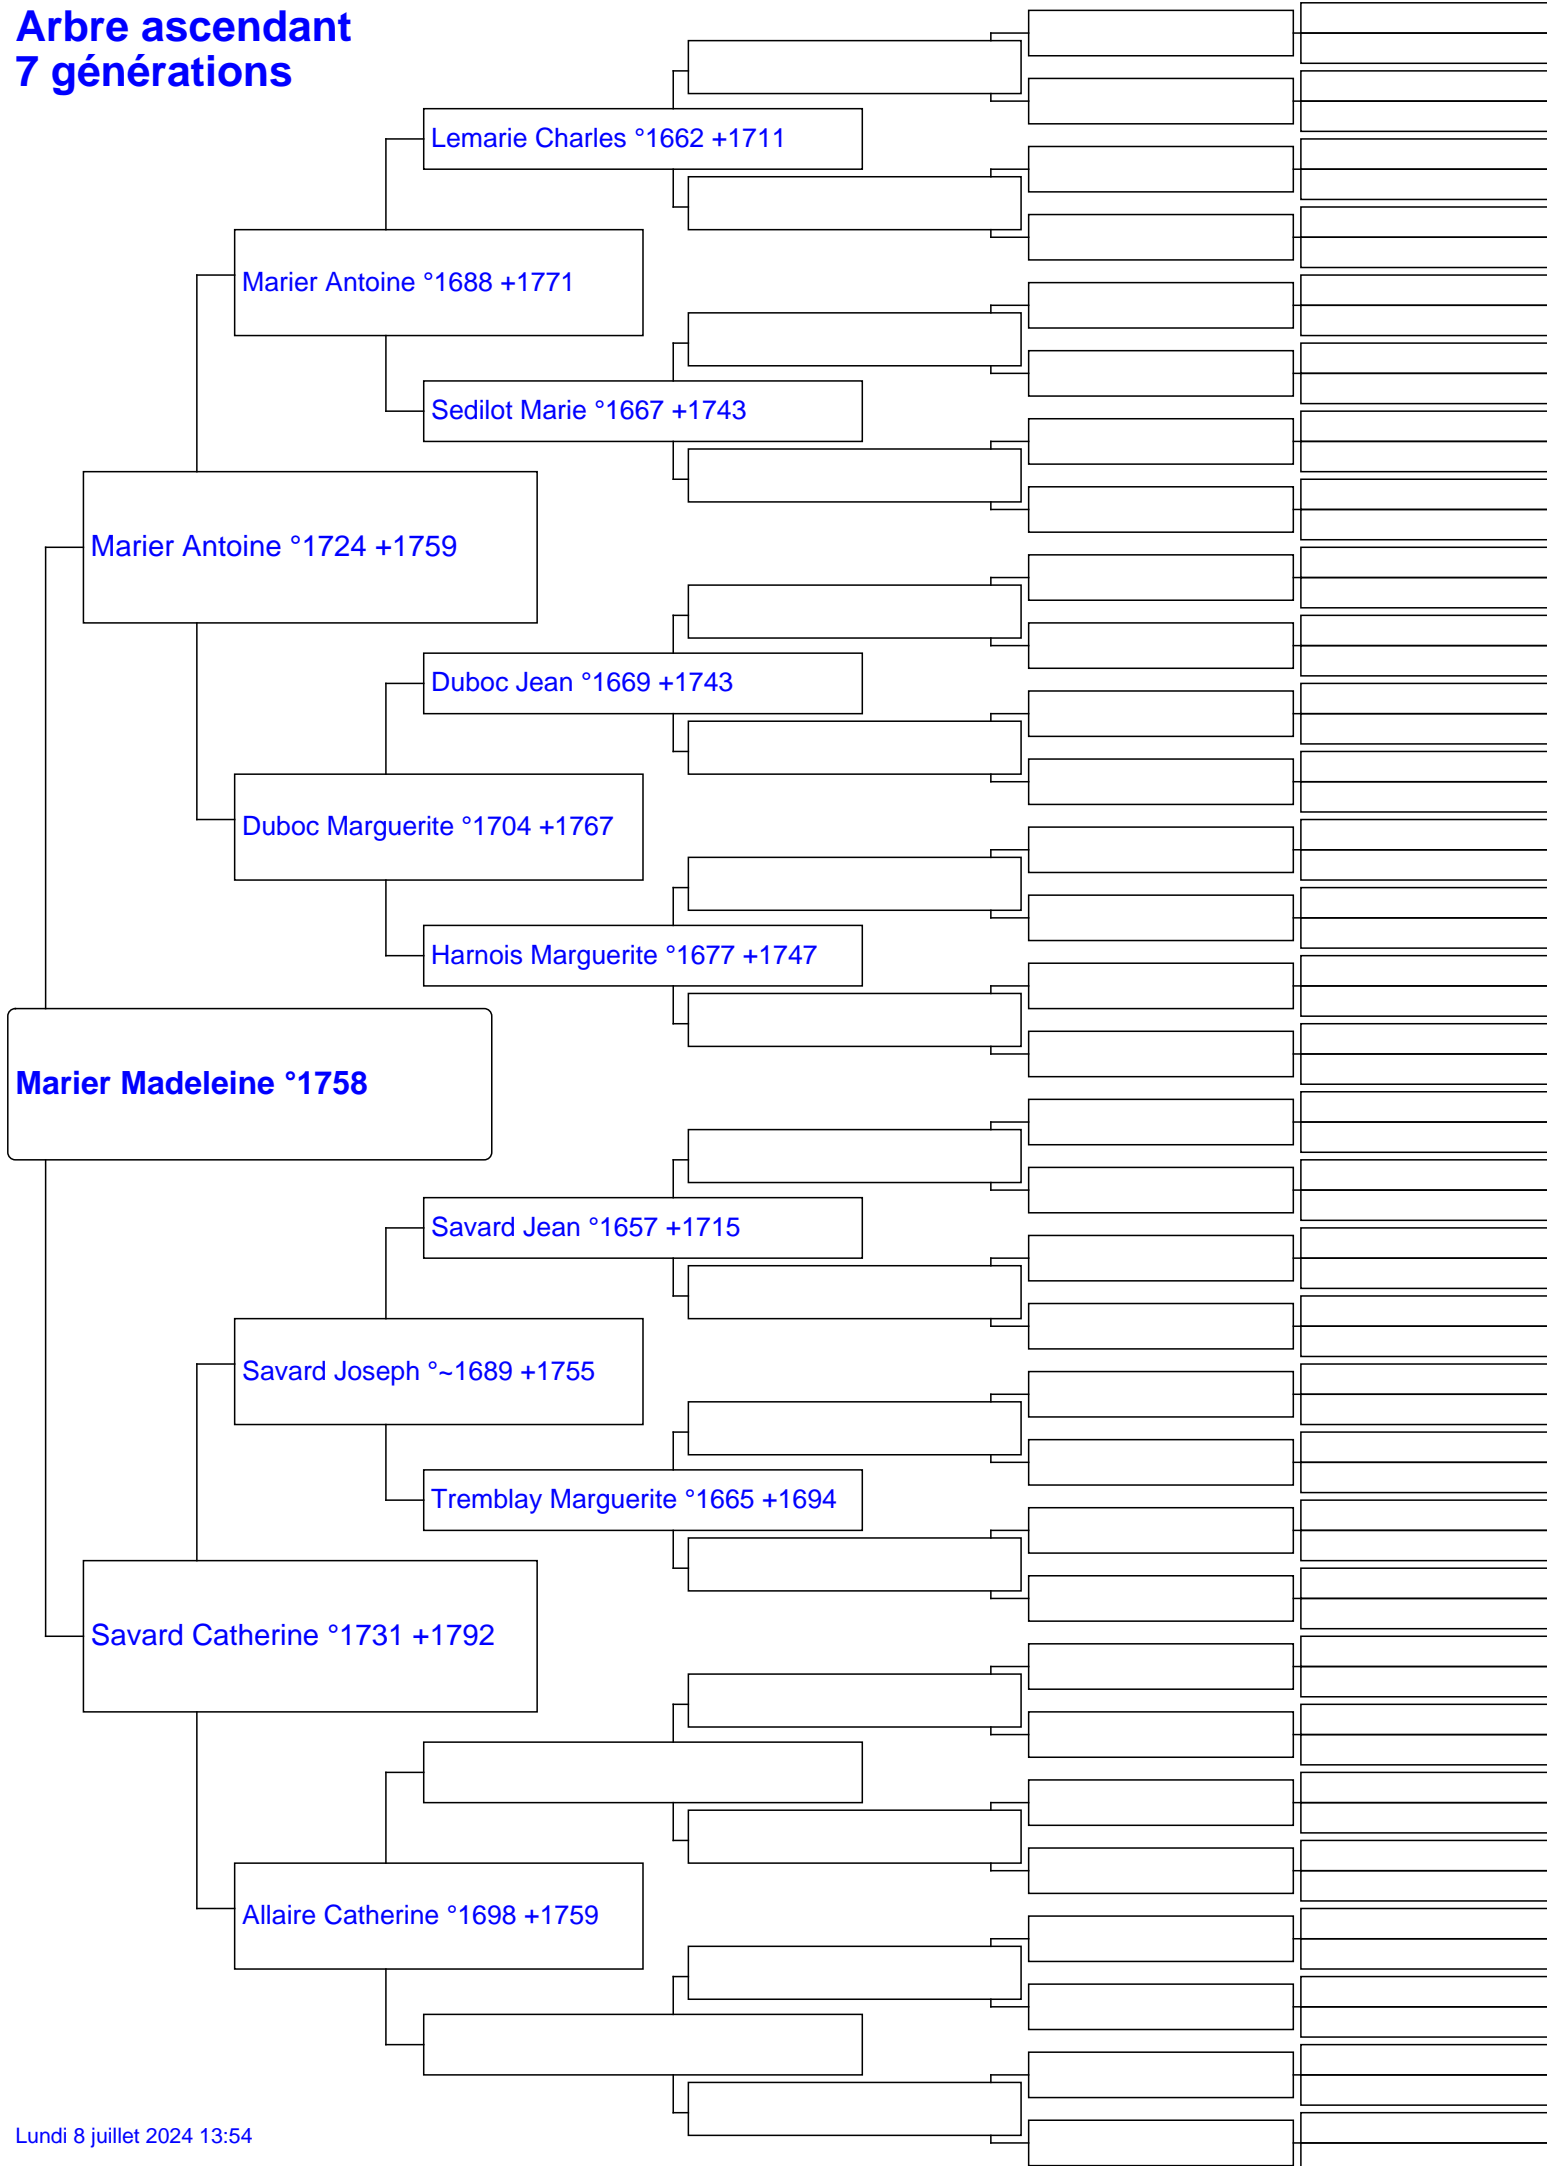 Arbre ascendant
7 générations
Lemarie Charles °1662 +1711
Marier Antoine °1688 +1771
Sedilot Marie °1667 +1743
Marier Antoine °1724 +1759
Duboc Jean °1669 +1743
Duboc Marguerite °1704 +1767
Harnois Marguerite °1677 +1747
Marier Madeleine °1758
Savard Jean °1657 +1715
Savard Joseph °~1689 +1755
Tremblay Marguerite °1665 +1694
Savard Catherine °1731 +1792
Allaire Catherine °1698 +1759
Lundi 8 juillet 2024 13:54